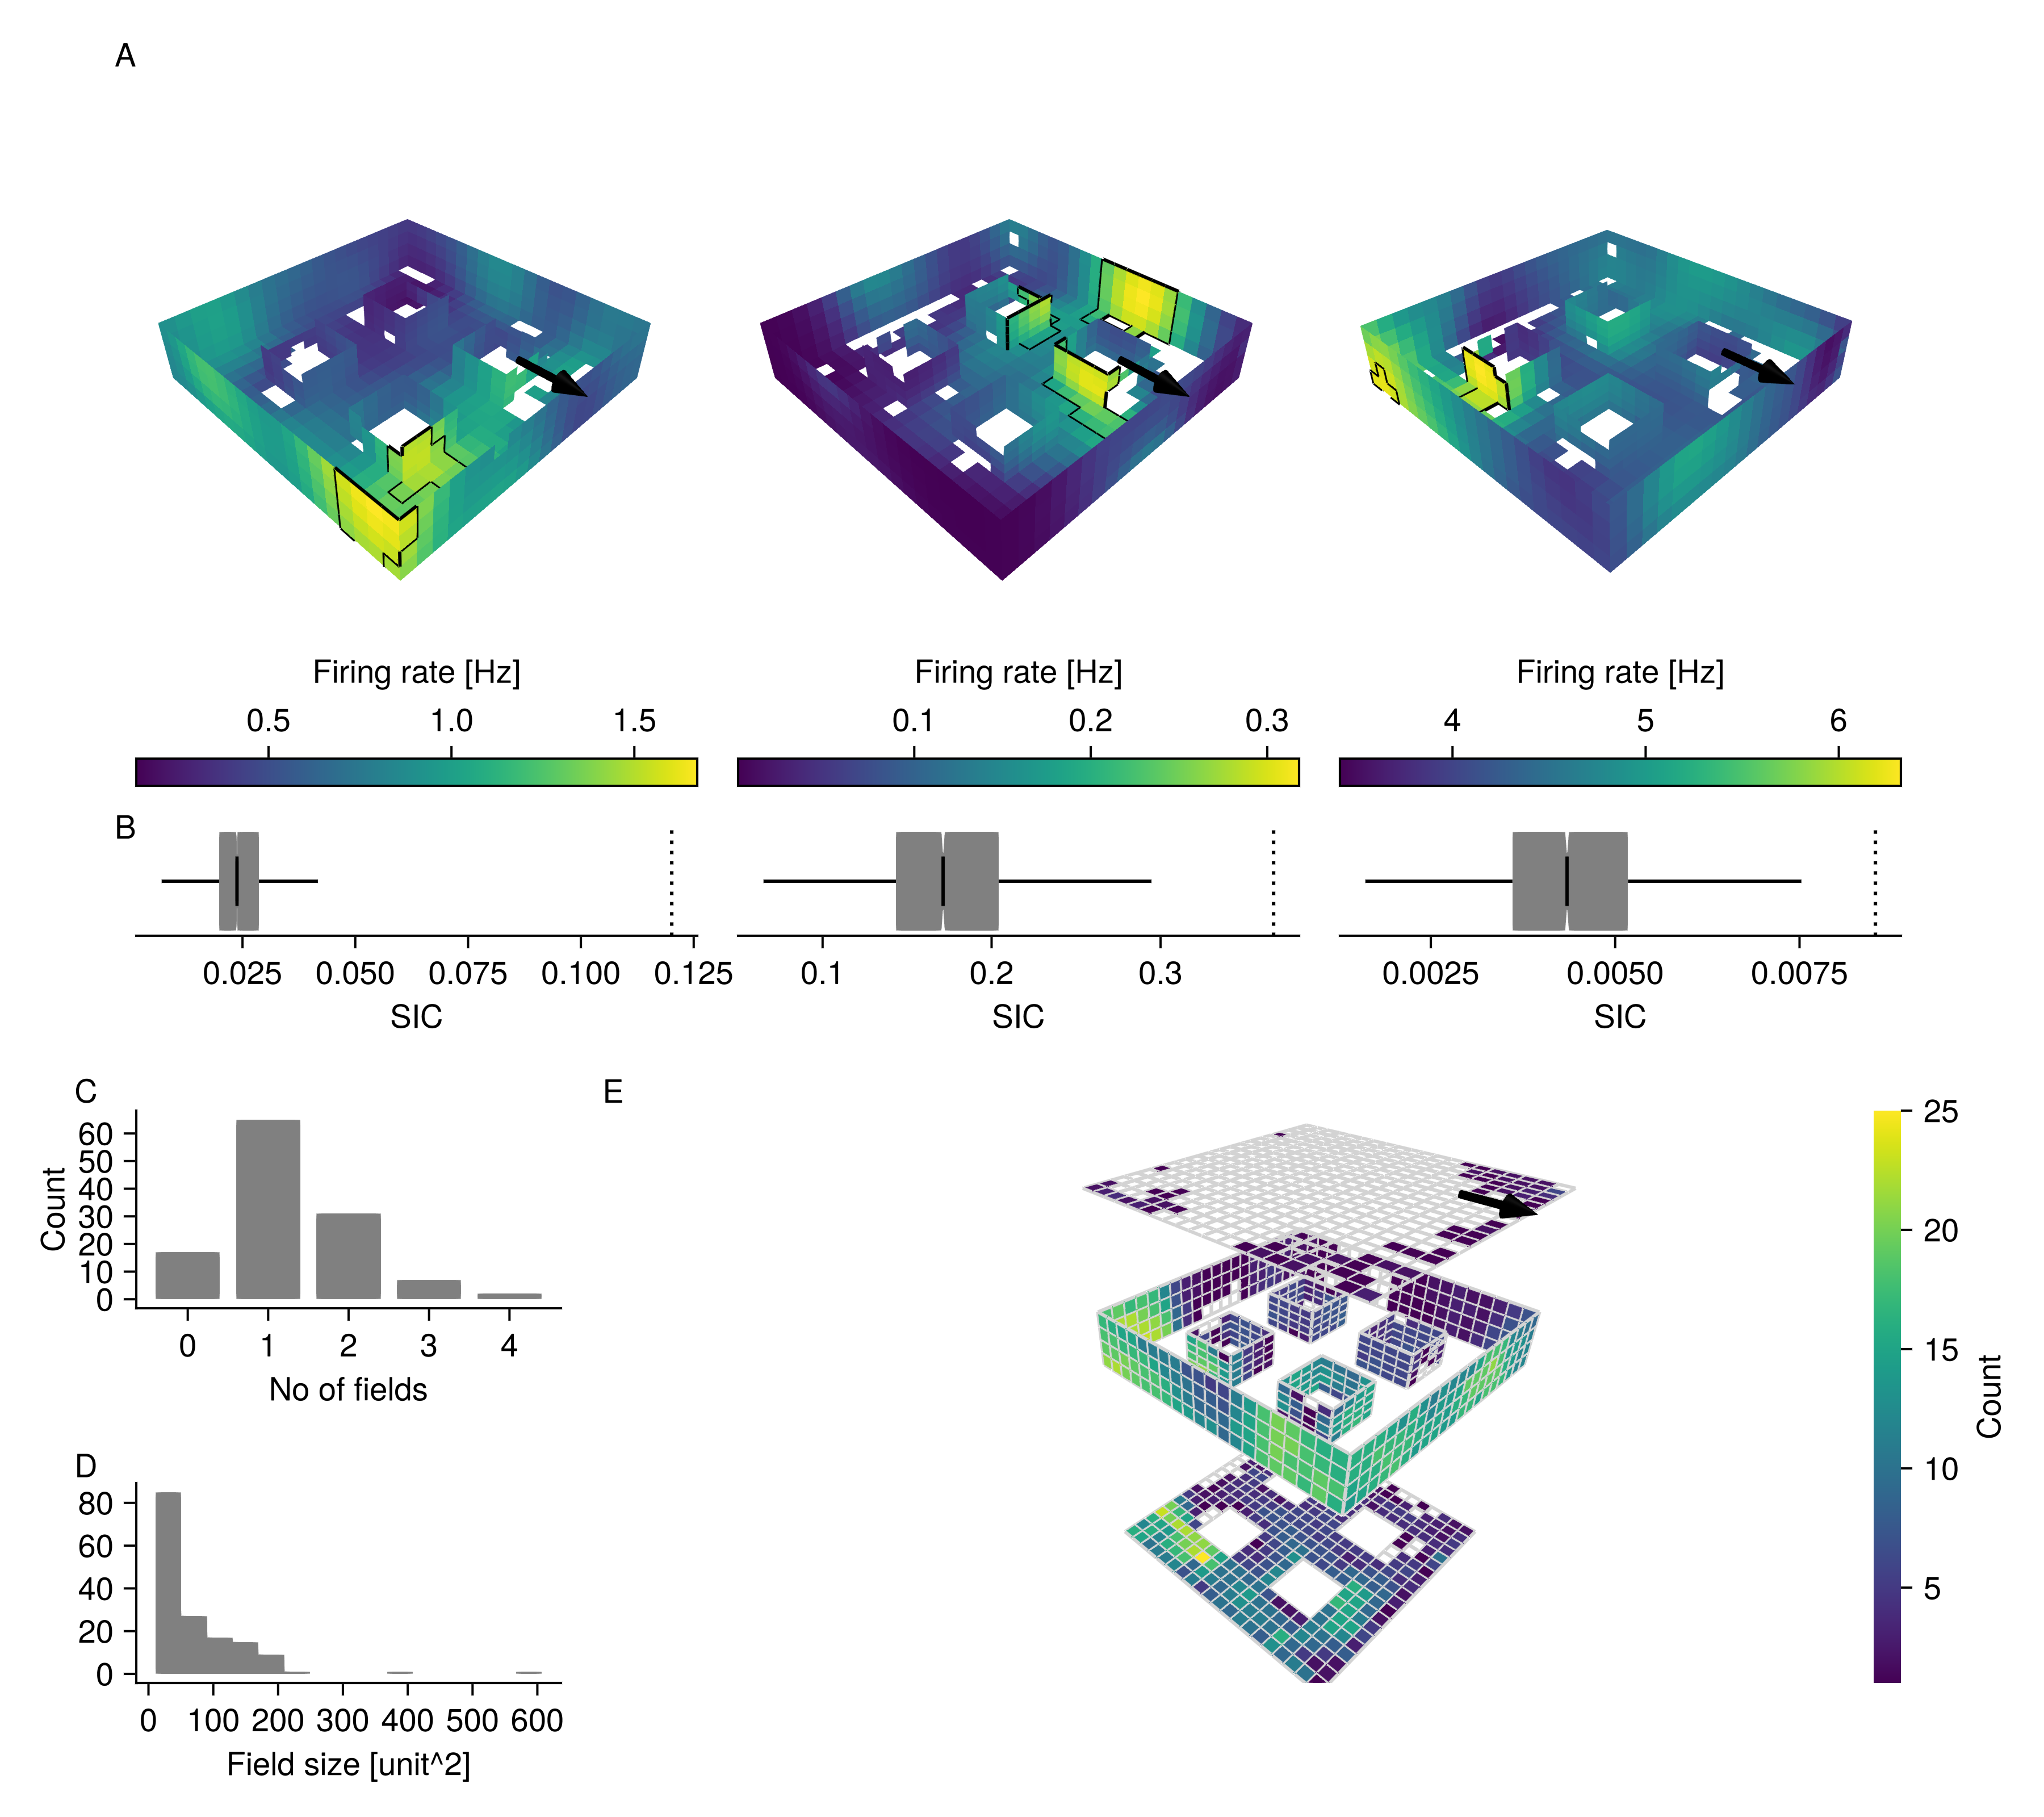 A
Firing rate [Hz] Firing rate [Hz] Firing rate [Hz]
0.5 1.0 1.5 0.1 0.2 0.3 4 5 6
B
0.025 0.050 0.075 0.100 0.125 0.1 0.2 0.3 0.0025 0.0050 0.0075
SIC SIC SIC
C
Count
60
50
40
30
20
10
0
0 1 2 3 4
No of fields
D
80
60
40
20
0
0 100 200 300 400 500 600
Field size [unit^2]
E
25
20
15
10
5
Count